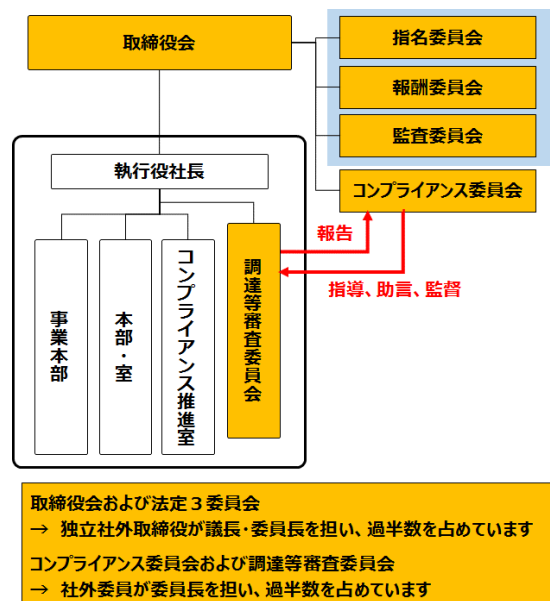 取締役会
指名委員会
報酬委員会
監査委員会
コンプライアンス委員会
執行役社長
事業本部
本部・室
コンプライアンス推進室
調達等審査委員会
報告
指導、助言、監督
取締役会および法定3委員会
→ 独立社外取締役が議長・委員長を担い、過半数を占めています
コンプライアンス委員会および調達等審査委員会
→ 社外委員が委員長を担い、過半数を占めています